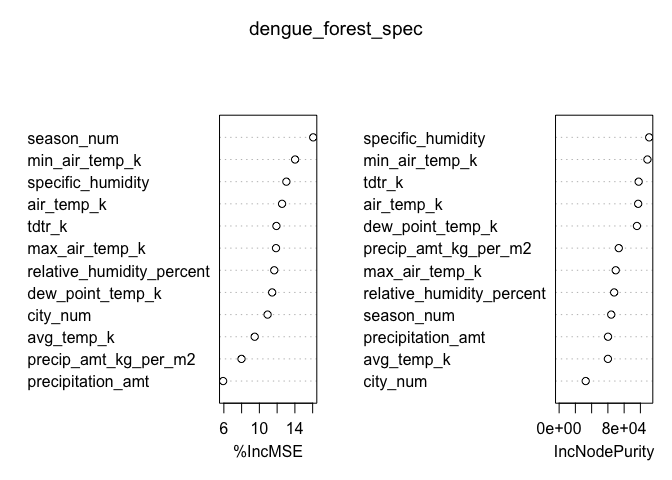 dengue_forest_spec
season_num
min_air_temp_k
specific_humidity
air_temp_k
tdtr_k
max_air_temp_k
relative_humidity_percent
dew_point_temp_k
city_num
avg_temp_k
precip_amt_kg_per_m2
precipitation_amt
6 10 14
%IncMSE
specific_humidity
min_air_temp_k
tdtr_k
air_temp_k
dew_point_temp_k
precip_amt_kg_per_m2
max_air_temp_k
relative_humidity_percent
season_num
precipitation_amt
avg_temp_k
city_num
0e+00 8e+04
IncNodePurity